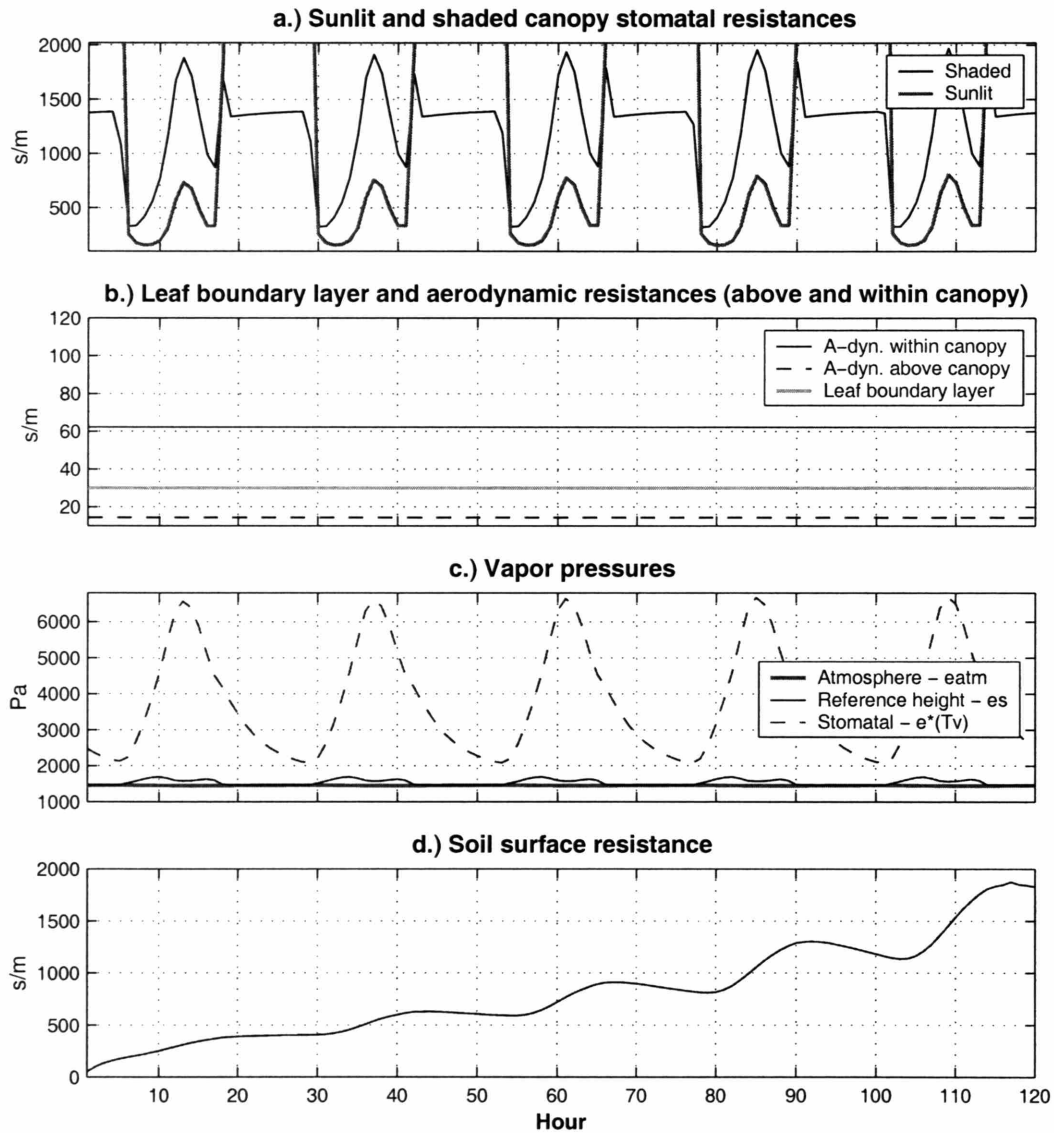 a.) Sunlit and shaded canopy stomatal resistances
2000
1500
1000
500
s/m
Shaded
Sunlit
b.) Leaf boundary layer and aerodynamic resistances (above and within canopy)
120
100
80
60
40
20
s/m
A-dyn. within canopy
A-dyn. above canopy
Leaf boundary layer
c.) Vapor pressures
6000
5000
4000
3000
2000
1000
Pa
Atmosphere - eatm
Reference height - es
Stomatal - e*(Tv)
d.) Soil surface resistance
2000
1500
1000
500
0
s/m
10 20 30 40 50 60 70 80 90 100 110 120
Hour